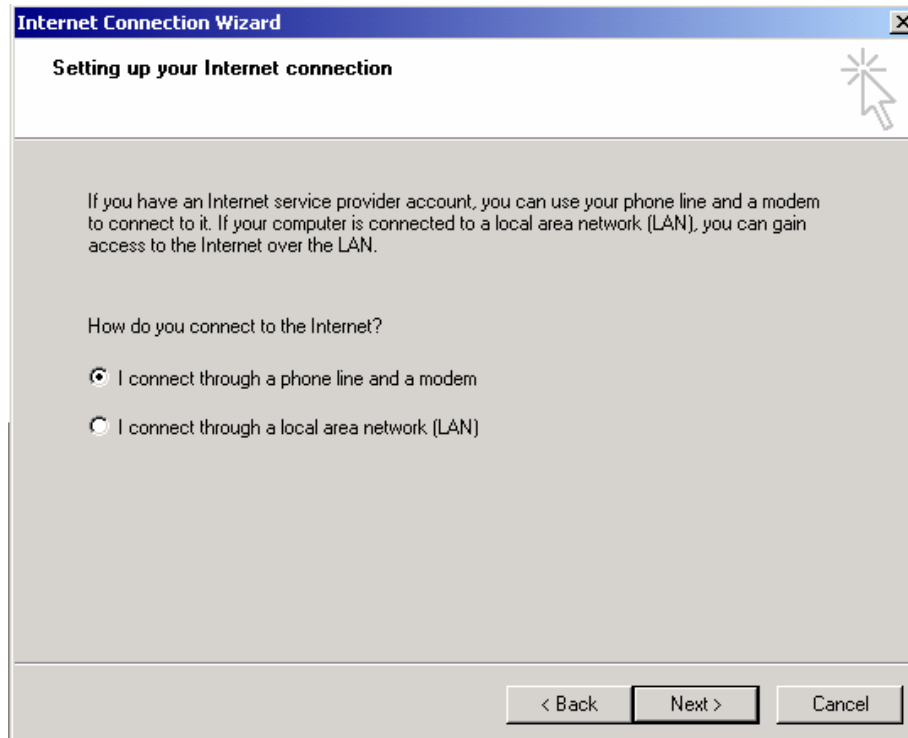 Internet Connection Wizard
Setting up your Internet connection
If you have an Internet service provider account, you can use your phone line and a modem
to connect to it. If your computer is connected to a local area network (LAN), you can gain
access to the Internet over the LAN.
How do you connect to the Internet?
I connect through a phone line and a modem
I connect through a local area network (LAN)
< Back Next > Cancel